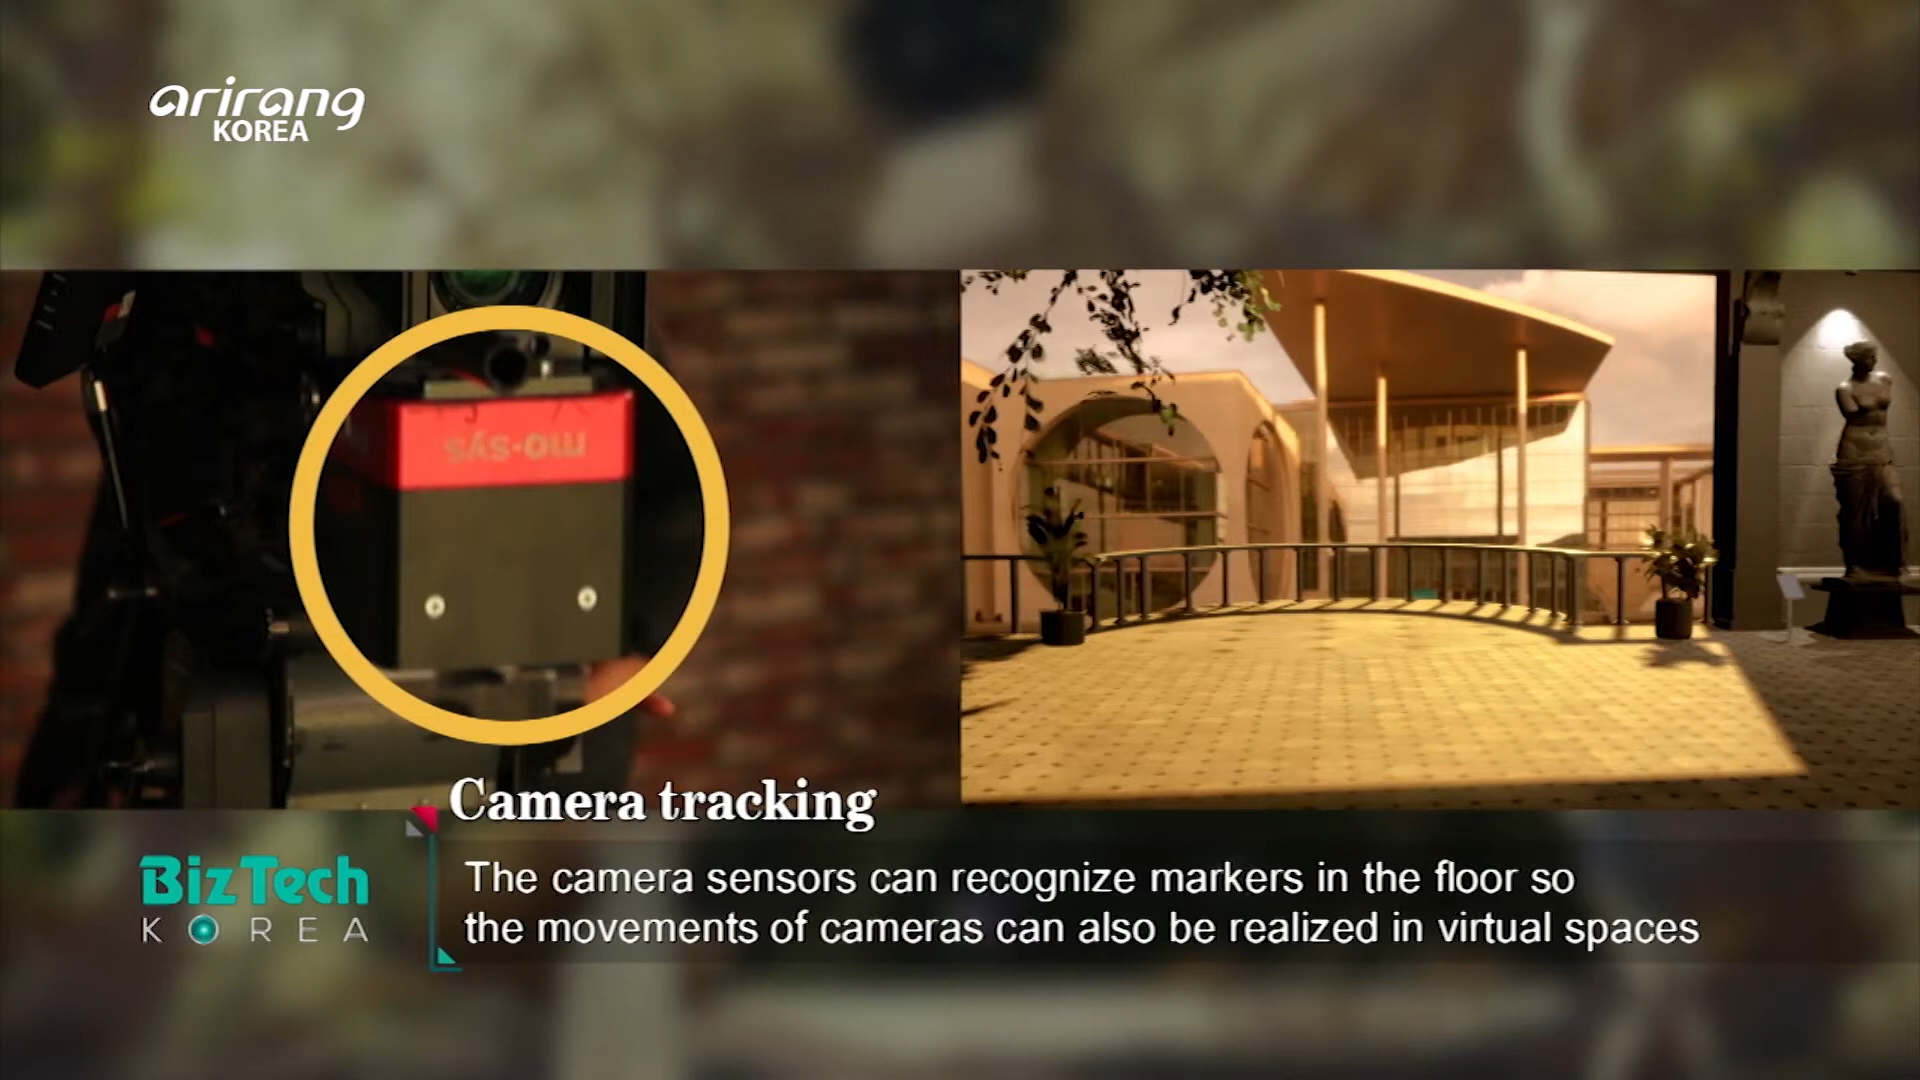 arirang
KOREA
mo-sys
Camera tracking
BizTech
KOREA
The camera sensors can recognize markers in the floor so
the movements of cameras can also be realized in virtual spaces